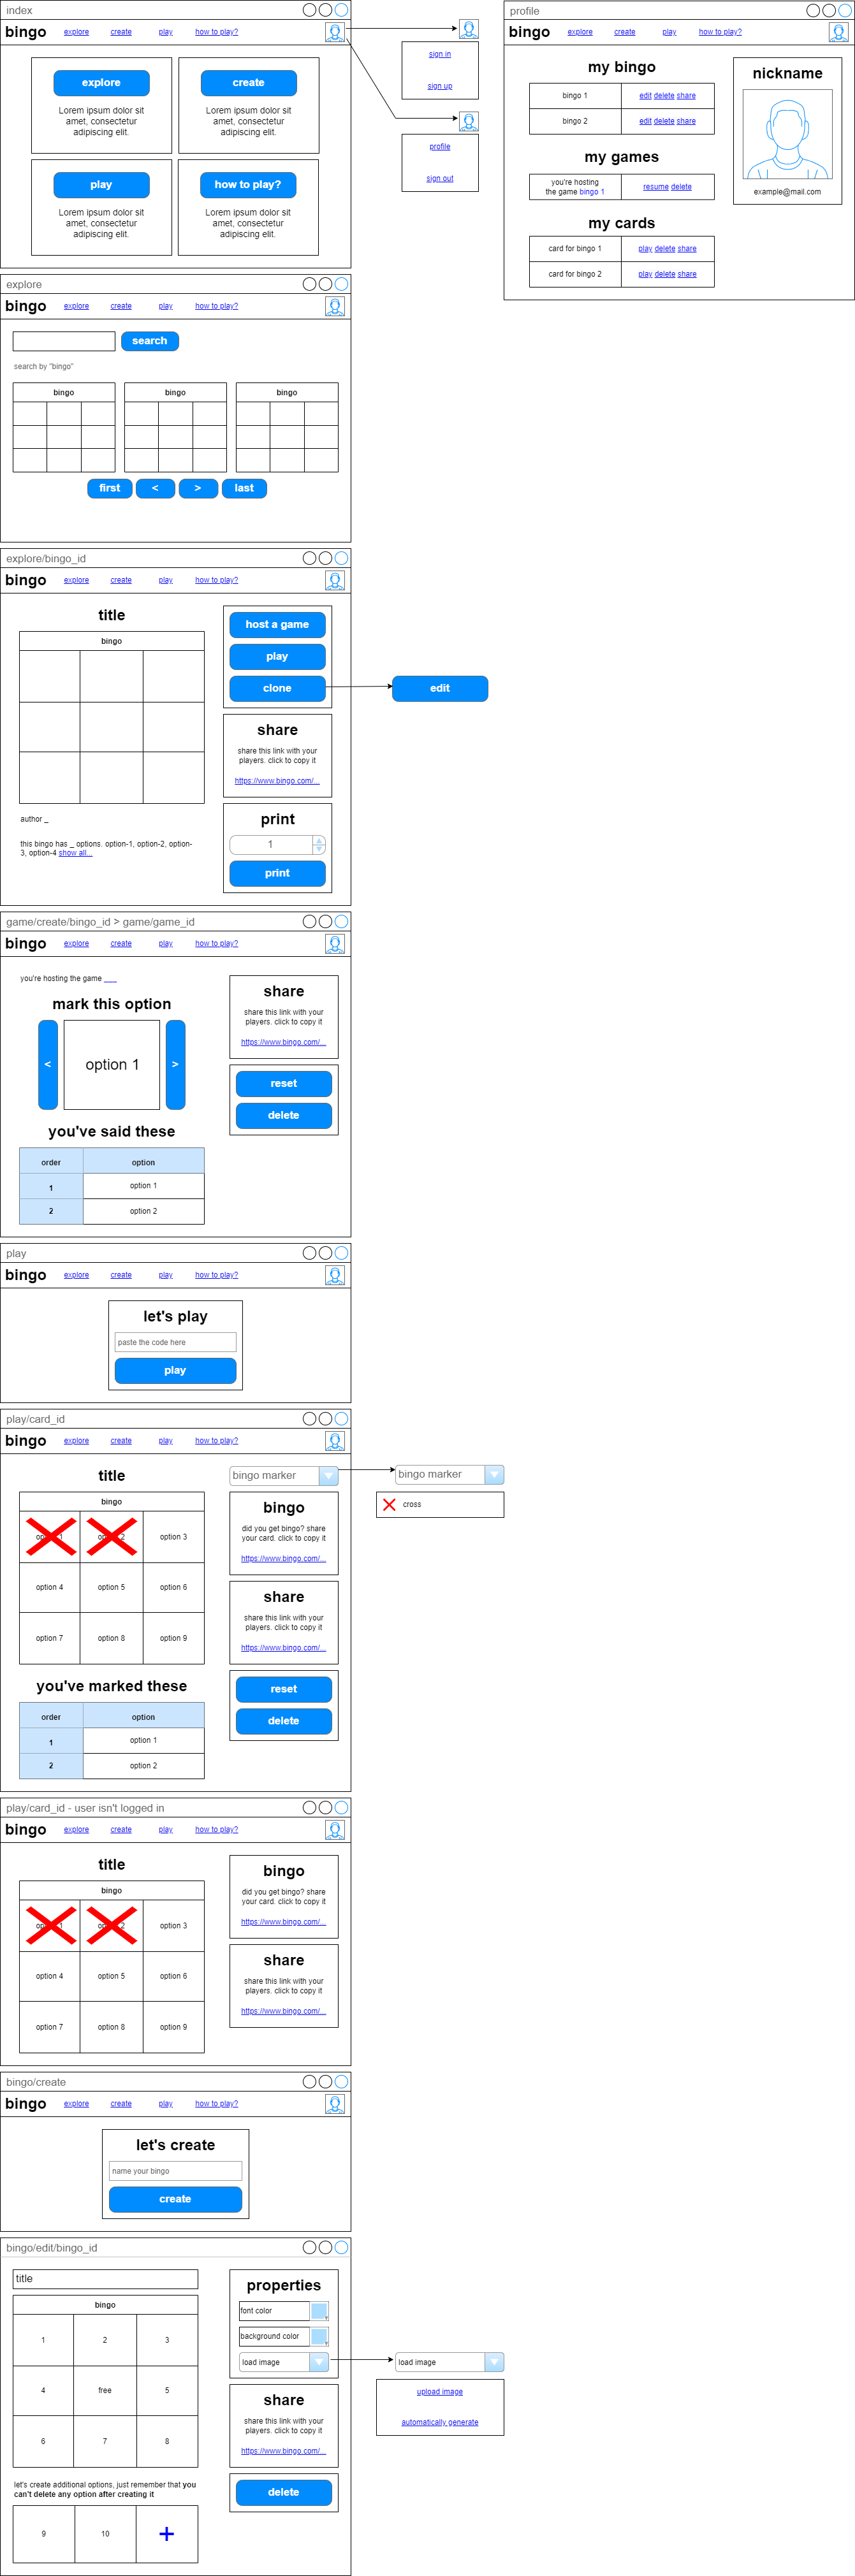 index
bingo explore create play how to play?
explore
Lorem ipsum dolor sit
amet, consectetur
adipiscing elit.
create
Lorem ipsum dolor sit
amet, consectetur
adipiscing elit.
play
Lorem ipsum dolor sit
amet, consectetur
adipiscing elit.
how to play?
Lorem ipsum dolor sit
amet, consectetur
adipiscing elit.
sign in
sign up
profile
sign out
profile
bingo explore create play how to play?
my bingo
bingo 1 edit delete share
bingo 2 edit delete share
my games
you're hosting
the game bingo 1
resume delete
my cards
card for bingo 1 play delete share
card for bingo 2 play delete share
nickname
example@mail.com
explore
bingo explore create play how to play?
search
search by "bingo"
bingo bingo bingo
first < > last
explore/bingo_id
bingo explore create play how to play?
title
bingo
author _
this bingo has _ options. option-1, option-2, option-
3, option-4 show all...
host a game
play
clone
edit
share
share this link with your
players. click to copy it
https://www.bingo.com/...
print
1
print
game/create/bingo_id > game/game_id
bingo explore create play how to play?
you're hosting the game ___
mark this option
< option 1 >
you've said these
order option
1 option 1
2 option 2
share
share this link with your
players. click to copy it
https://www.bingo.com/...
reset
delete
play
bingo explore create play how to play?
let's play
paste the code here
play
play/card_id
bingo explore create play how to play?
title
bingo
option 3
option 4 option 5 option 6
option 7 option 8 option 9
you've marked these
order option
1 option 1
2 option 2
bingo marker
bingo marker
cross
bingo
did you get bingo? share
your card. click to copy it
https://www.bingo.com/...
share
share this link with your
players. click to copy it
https://www.bingo.com/...
reset
delete
play/card_id - user isn't logged in
bingo explore create play how to play?
title
bingo
option 3
option 4 option 5 option 6
option 7 option 8 option 9
bingo
did you get bingo? share
your card. click to copy it
https://www.bingo.com/...
share
share this link with your
players. click to copy it
https://www.bingo.com/...
bingo/create
bingo explore create play how to play?
let's create
name your bingo
create
bingo/edit/bingo_id
title
bingo
1 2 3
4 free 5
6 7 8
let's create additional options, just remember that you
can't delete any option after creating it
9 10 +
properties
font color
background color
load image
load image
upload image
automatically generate
share
share this link with your
players. click to copy it
https://www.bingo.com/...
delete